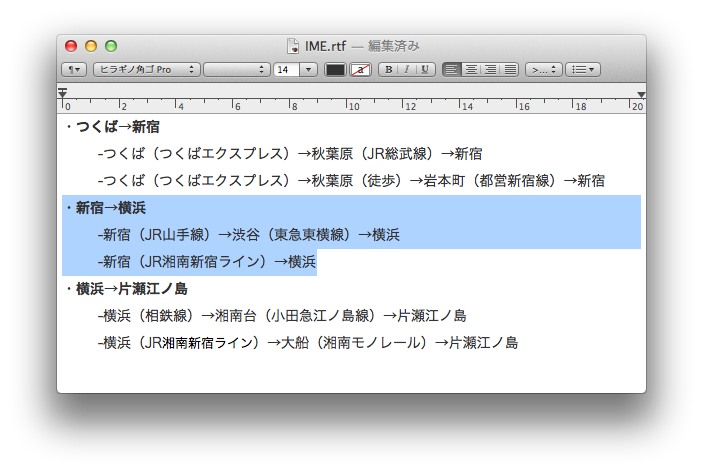 IME.rtf — 編集済み
¶▾ ヒラギノ角ゴ Pro 14 a B I U >...
0 2 4 6 8 10 12 14 16 18 20
・つくば→新宿
-つくば（つくばエクスプレス）→秋葉原（JR総武線）→新宿
-つくば（つくばエクスプレス）→秋葉原（徒歩）→岩本町（都営新宿線）→新宿
・新宿→横浜
-新宿（JR山手線）→渋谷（東急東横線）→横浜
-新宿（JR湘南新宿ライン）→横浜
・横浜→片瀬江ノ島
-横浜（相鉄線）→湘南台（小田急江ノ島線）→片瀬江ノ島
-横浜（JR湘南新宿ライン）→大船（湘南モノレール）→片瀬江ノ島